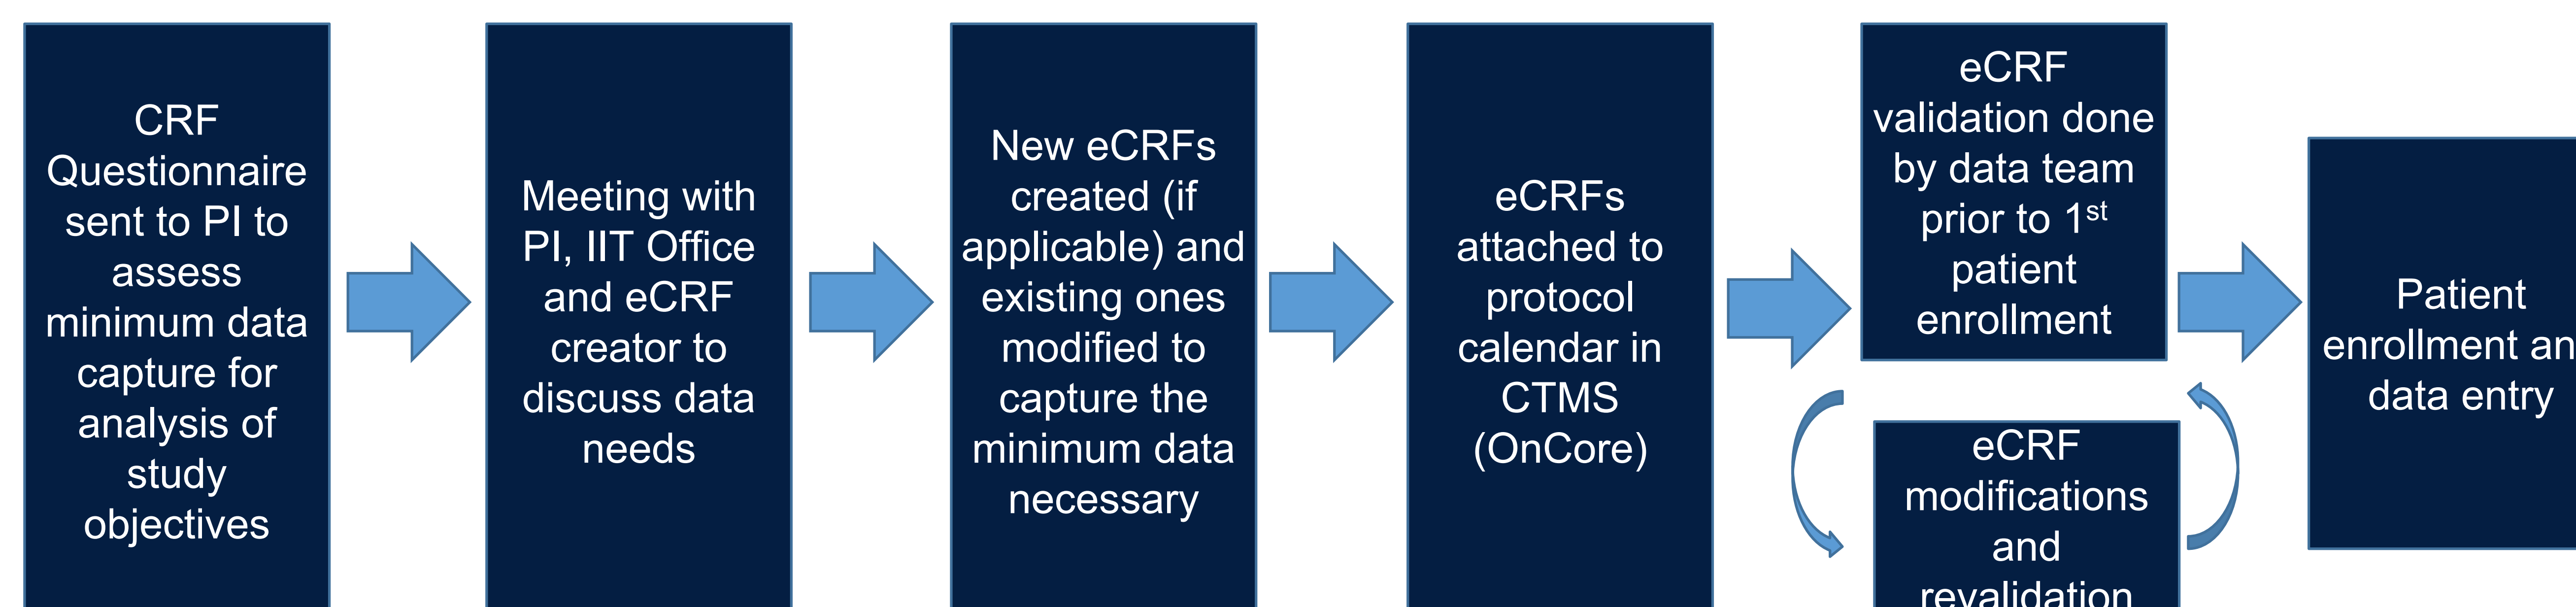 CRF
Questionnaire
sent to PI to
assess
minimum data
capture for
analysis of
study
objectives
Meeting with
PI, IIT Office
and eCRF
creator to
discuss data
needs
New eCRFs
created (if
applicable) and
existing ones
modified to
capture the
minimum data
necessary
eCRFs
attached to
protocol
calendar in
CTMS
(OnCore)
eCRF
validation done
by data team
prior to 1st
patient
enrollment
eCRF
modifications
and
revalidation
Patient
enrollment an
data entry